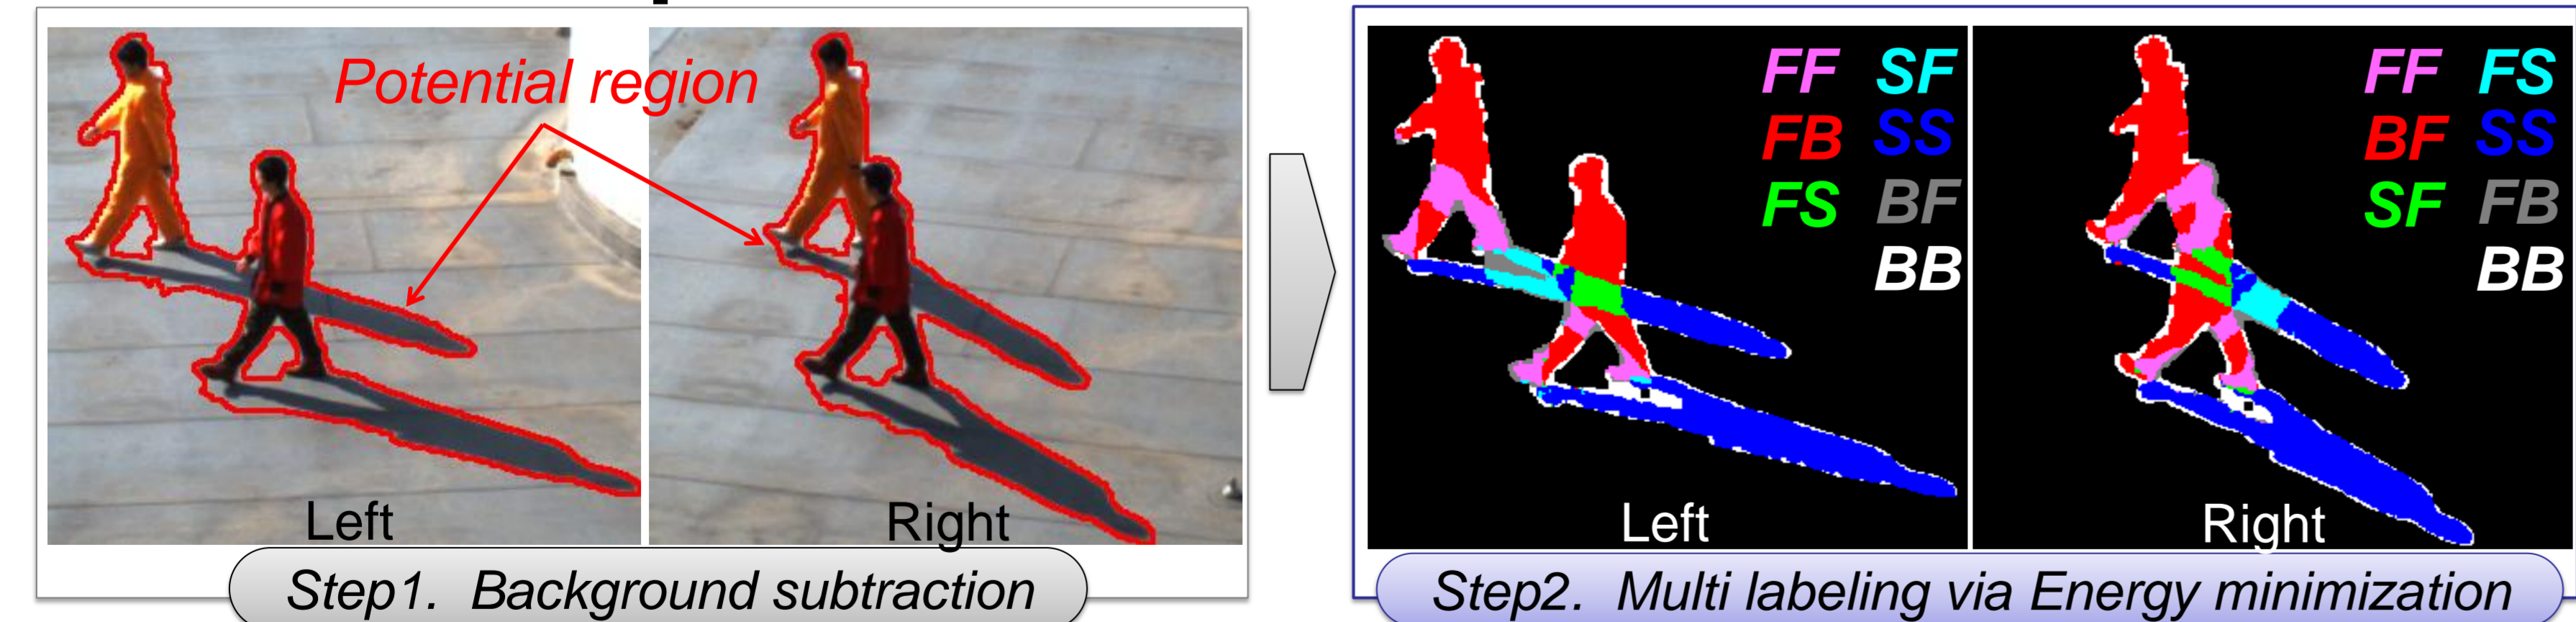 Potential region
Left
Right
Step1. Background subtraction
FF SF
FB SS
FS BF
BB
Left
FF FS
BF SS
SF FB
BB
Right
Step2. Multi labeling via Energy minimization